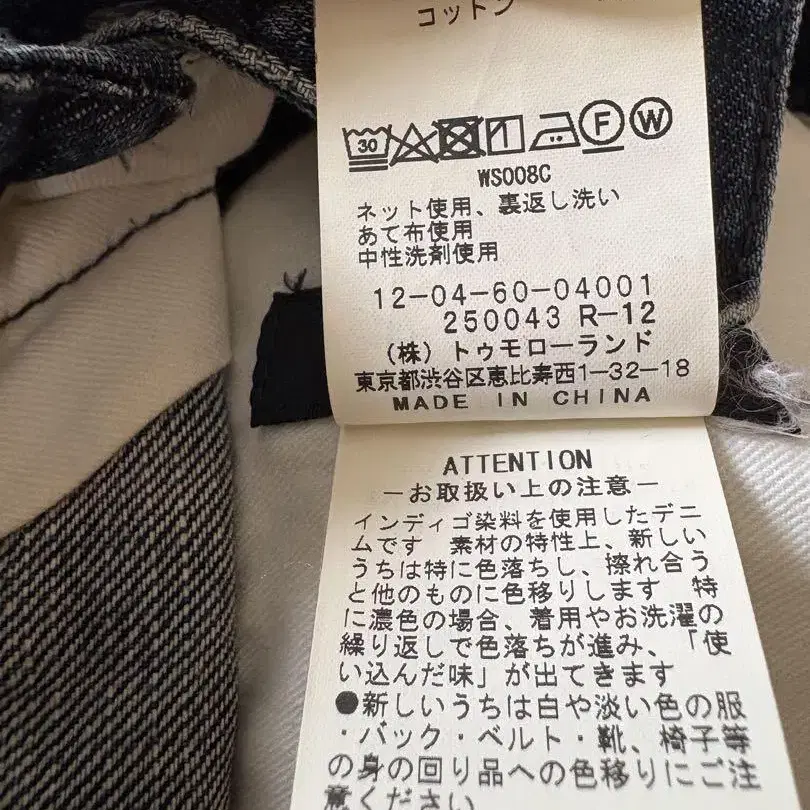 コットン
30
F
W
WS008C
ネット使用、裏返し洗い
あて布使用
中性洗剤使用
12-04-60-04001
250043 R-12
(株) トゥモローランド
東京都渋谷区恵比寿西1-32-18
MADE IN CHINA
ATTENTION
－お取扱い上の注意－
インディゴ染料を使用したデニ
ムです 素材の特性上、新しい
うちは特に色落ちし、擦れ合う
と他のものに色移りします 特
に濃色の場合、着用やお洗濯の
繰り返しで色落ちが進み、「使
い込んだ味」が出てきます
●新しいうちは白や淡い色の服
・バック・ベルト・靴、椅子等
の身の回り品への色移りにご注
意ください